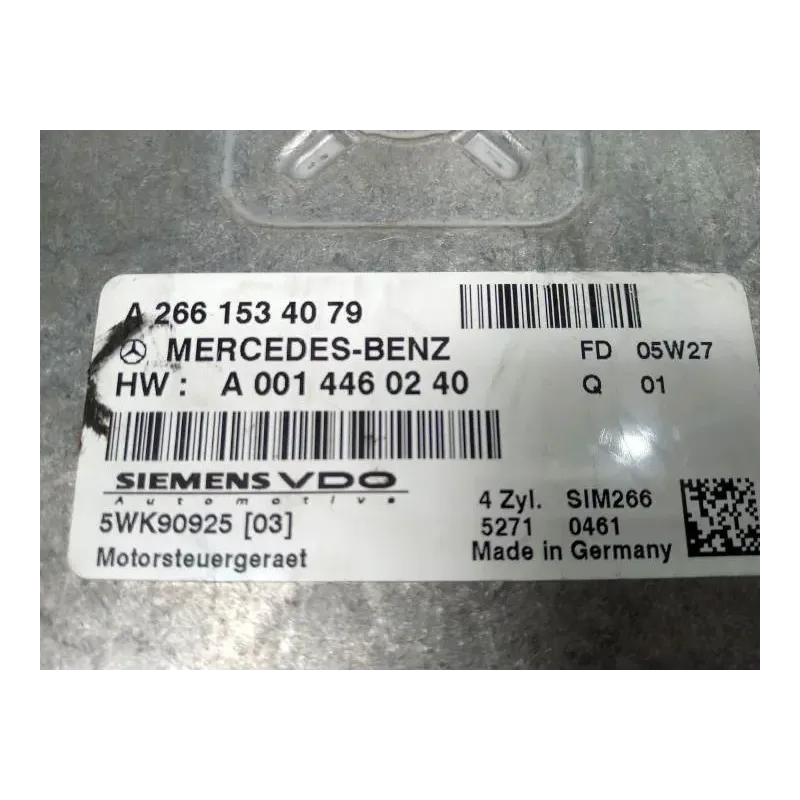 A 266 153 40 79
MERCEDES-BENZ FD 05W27
HW : A 001 446 02 40 Q 01
SIEMENS VDO
Automotive
5WK90925 [03] 4 Zyl. SIM266
5271 0461
Motorsteuergeraet Made in Germany